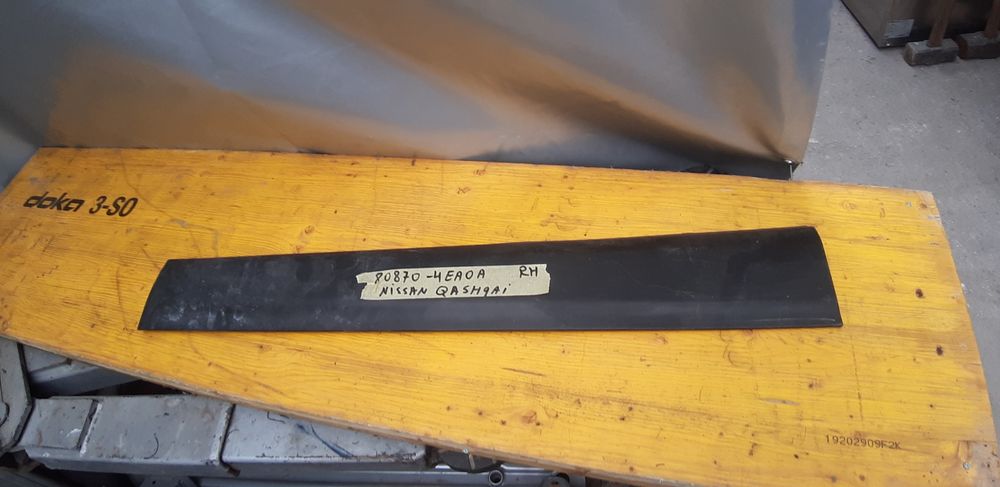 doka 3-SO
80870-4EA0A RH
NISSAN QASHQAI
19202909F2K